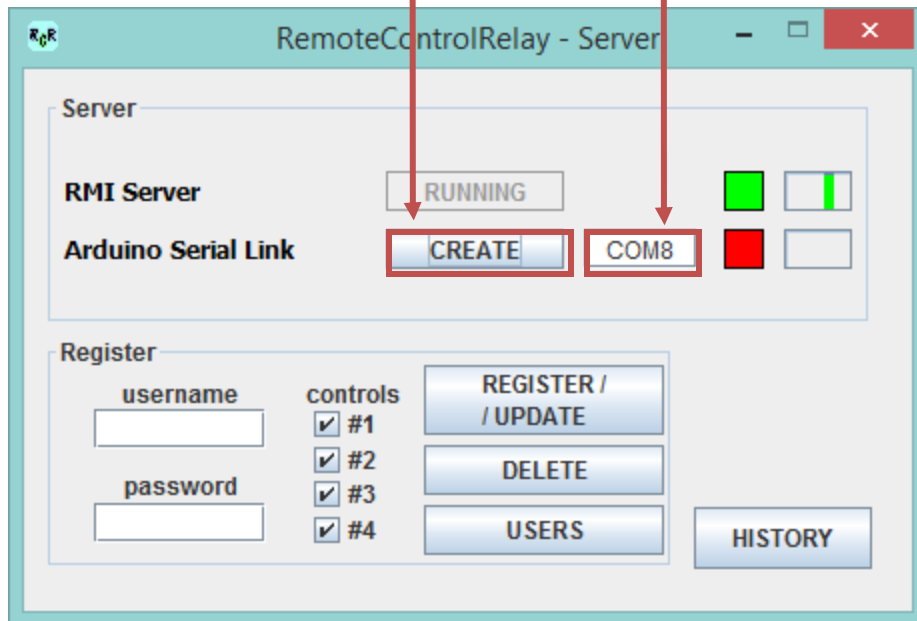 RCR
RemoteControlRelay - Server
Server
RMI Server RUNNING
Arduino Serial Link CREATE COM8
Register
username controls REGISTER /
/ UPDATE
#1
#2 DELETE
password #3
#4 USERS
HISTORY